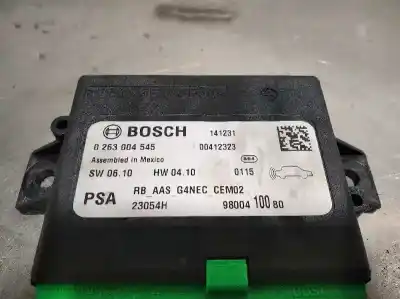 BOSCH 141231
0 263 004 545 00412323
Assembled in Mexico
SW 06.10 HW 04.10 0115
RB_AAS G4NEC CEM02
PSA 23054H 98004 100 80